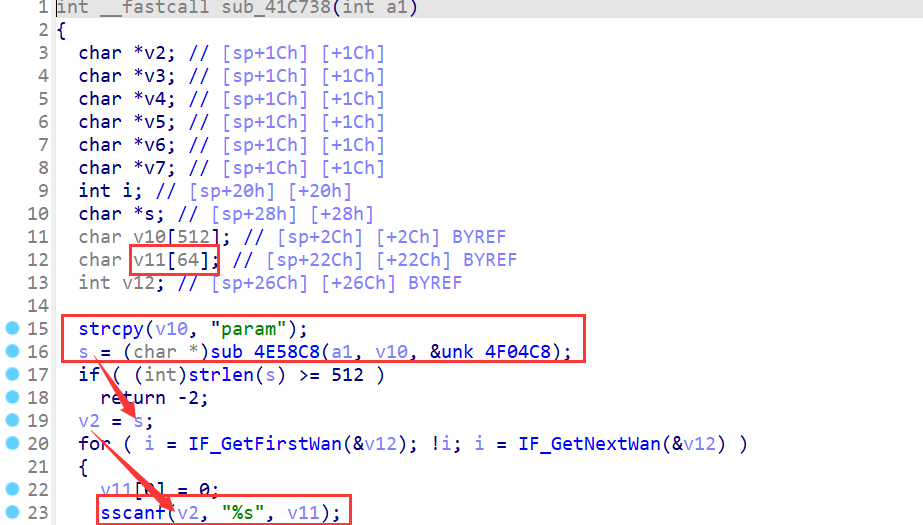 1 int __fastcall sub_41C738(int a1)
2 {
3 char *v2; // [sp+1Ch] [+1Ch]
4 char *v3; // [sp+1Ch] [+1Ch]
5 char *v4; // [sp+1Ch] [+1Ch]
6 char *v5; // [sp+1Ch] [+1Ch]
7 char *v6; // [sp+1Ch] [+1Ch]
8 char *v7; // [sp+1Ch] [+1Ch]
9 int i; // [sp+20h] [+20h]
10 char *s; // [sp+28h] [+28h]
11 char v10[512]; // [sp+2Ch] [+2Ch] BYREF
12 char v11[64]; // [sp+22Ch] [+22Ch] BYREF
13 int v12; // [sp+26Ch] [+26Ch] BYREF
14
15 strcpy(v10, "param");
16 s = (char *)sub_4E58C8(a1, v10, &unk_4F04C8);
17 if ( (int)strlen(s) >= 512 )
18 return -2;
19 v2 = s;
20 for ( i = IF_GetFirstWan(&v12); !i; i = IF_GetNextWan(&v12) )
21 {
22 v11[0] = 0;
23 sscanf(v2, "%s", v11);